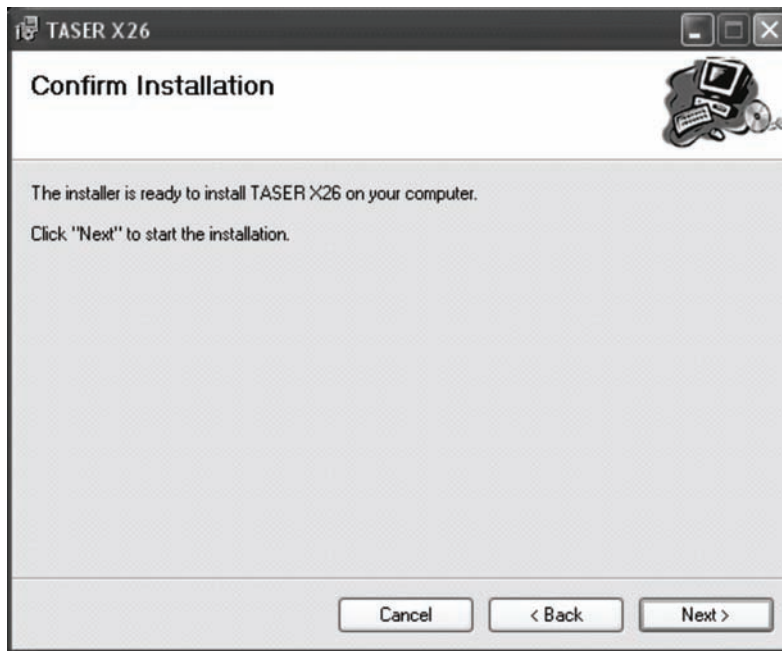 TASER X26
Confirm Installation
The installer is ready to install TASER X26 on your computer.
Click "Next" to start the installation.
Cancel
< Back
Next >